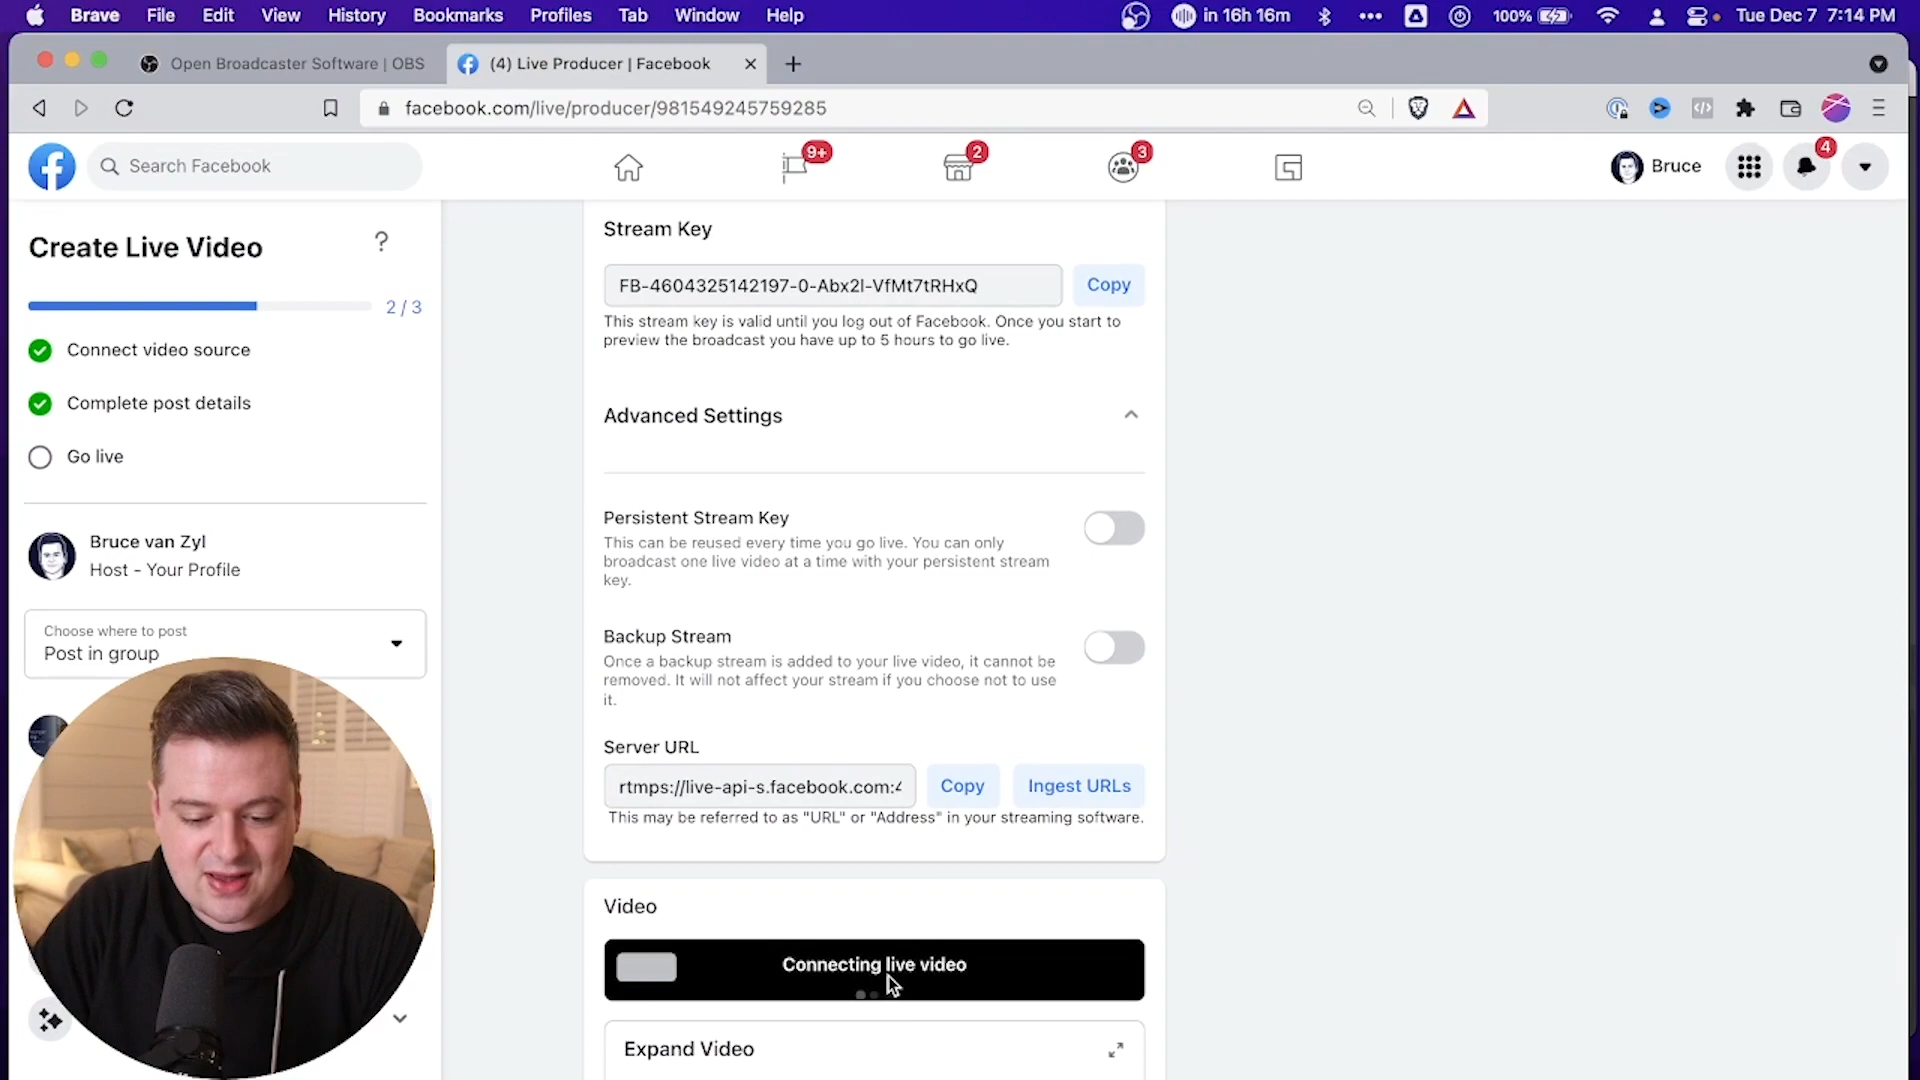 Brave File Edit View History Bookmarks Profiles Tab Window Help
in 16h 16m 100% Tue Dec 7 7:14 PM
Open Broadcaster Software | OBS
(4) Live Producer | Facebook
facebook.com/live/producer/981549245759285
Search Facebook
9+
2
3
Bruce
4
Create Live Video
?
2 / 3
Connect video source
Complete post details
Go live
Bruce van Zyl
Host - Your Profile
Choose where to post
Post in group
Stream Key
FB-4604325142197-0-Abx2l-VfMt7tRHxQ
Copy
This stream key is valid until you log out of Facebook. Once you start to
preview the broadcast you have up to 5 hours to go live.
Advanced Settings
Persistent Stream Key
This can be reused every time you go live. You can only
broadcast one live video at a time with your persistent stream
key.
Backup Stream
Once a backup stream is added to your live video, it cannot be
removed. It will not affect your stream if you choose not to use
it.
Server URL
rtmps://live-api-s.facebook.com:4
Copy
Ingest URLs
This may be referred to as "URL" or "Address" in your streaming software.
Video
Connecting live video
Expand Video